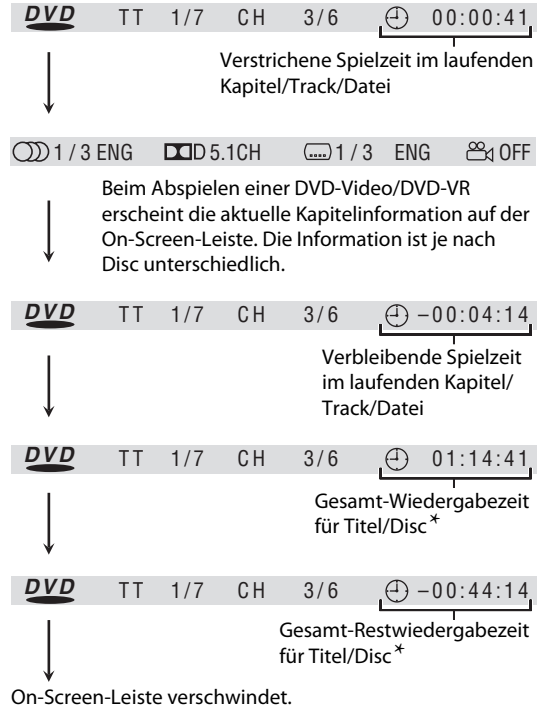 DVD TT 1/7 CH 3/6 00:00:41
Verstrichene Spielzeit im laufenden
Kapitel/Track/Datei
1 / 3 ENG D 5.1CH 1 / 3 ENG OFF
Beim Abspielen einer DVD-Video/DVD-VR
erscheint die aktuelle Kapitelinformation auf der
On-Screen-Leiste. Die Information ist je nach
Disc unterschiedlich.
DVD TT 1/7 CH 3/6 –00:04:14
Verbleibende Spielzeit
im laufenden Kapitel/
Track/Datei
DVD TT 1/7 CH 3/6 01:14:41
Gesamt-Wiedergabezeit
für Titel/Disc*
DVD TT 1/7 CH 3/6 –00:44:14
Gesamt-Restwiedergabezeit
für Titel/Disc*
On-Screen-Leiste verschwindet.